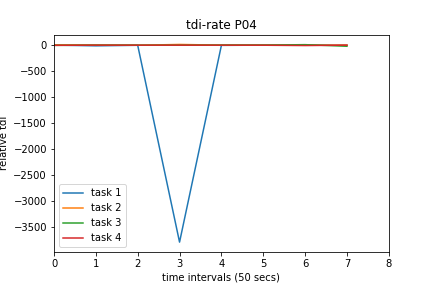 tdi-rate P04
0
−500
−1000
−1500
−2000
−2500
−3000
−3500
relative tdi
task 1
task 2
task 3
task 4
0 1 2 3 4 5 6 7 8
time intervals (50 secs)